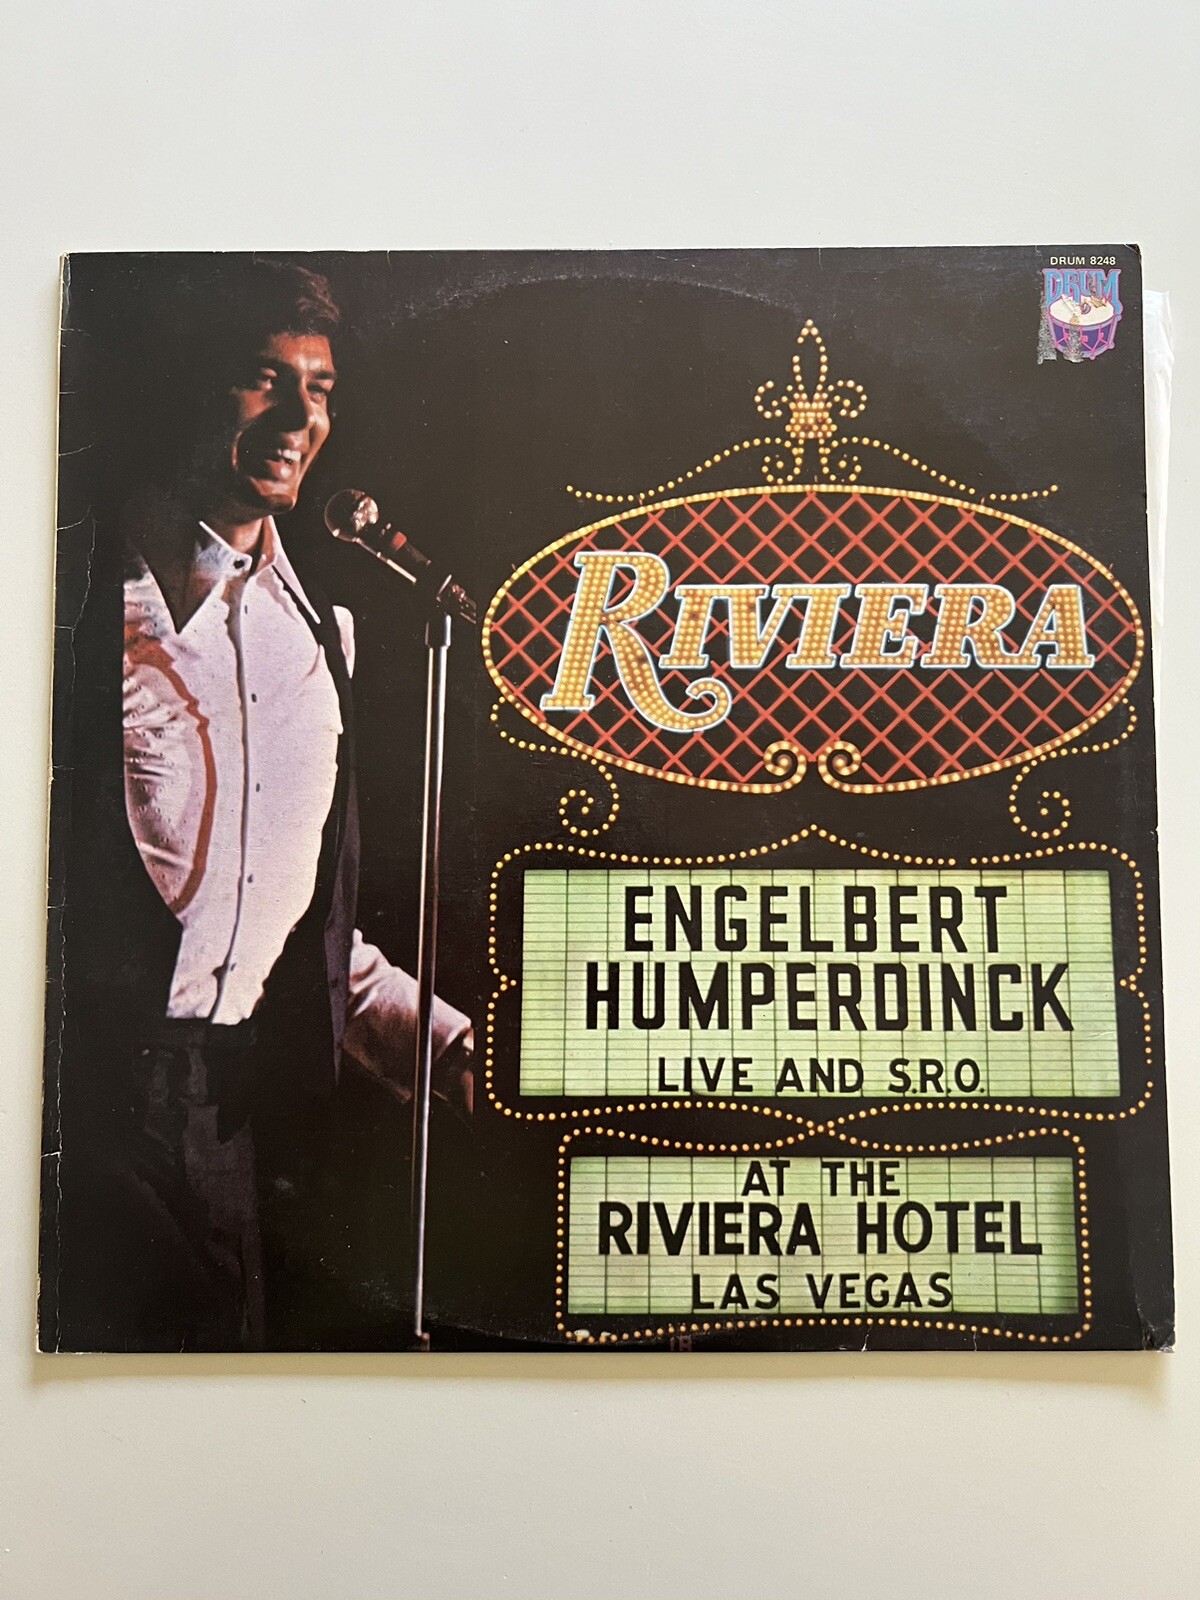 DRUM 8248
DRUM
RIVIERA
ENGELBERT
HUMPERDINCK
LIVE AND S.R.O.
AT THE
RIVIERA HOTEL
LAS VEGAS